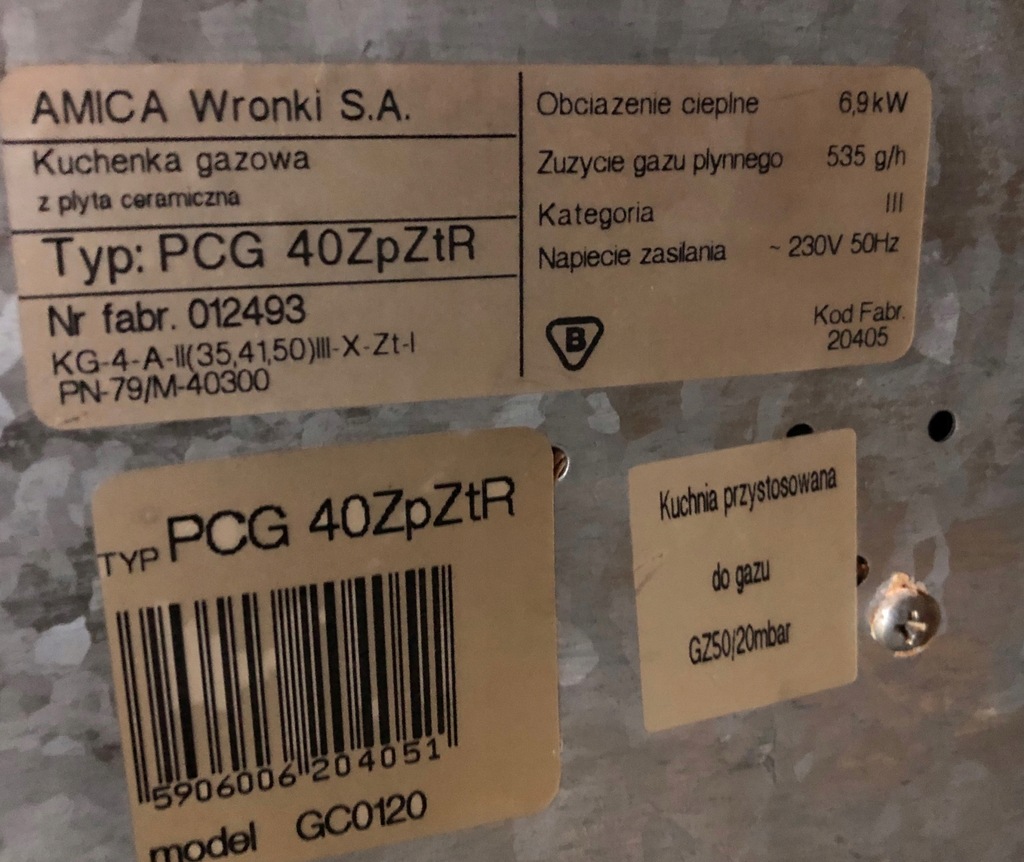 AMICA Wronki S.A.
Kuchenka gazowa
z plyta ceramiczna
Typ: PCG 40ZpZtR
Nr fabr. 012493
KG-4-A-II(35,41,50)III-X-Zt-I
PN-79/M-40300
Obciazenie cieplne 6,9kW
Zuzycie gazu plynnego 535 g/h
Kategoria III
Napiecie zasilania ~ 230V 50Hz
B
Kod Fabr.
20405
TYP PCG 40ZpZtR
5906006204051
model GC0120
Kuchnia przystosowana
do gazu
GZ50/20mbar